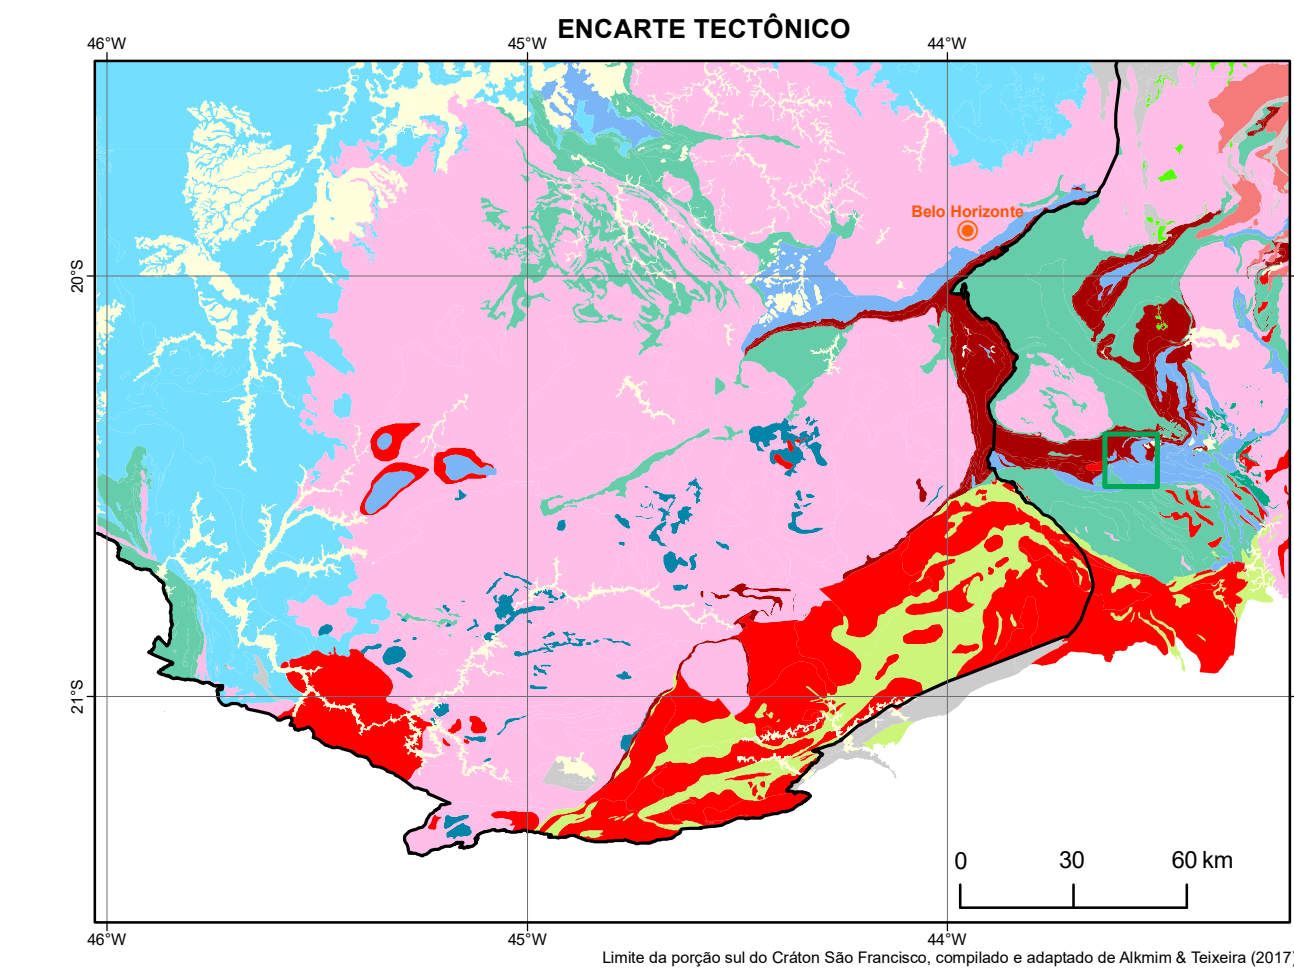 ENCARTE TECTÔNICO
46°W
45°W
44°W
Belo Horizonte
20°S
21°S
0
30
60 km
46°W
45°W
44°W
Limite da porção sul do Cráton São Francisco, compilado e adaptado de Alkmim & Teixeira (2017)